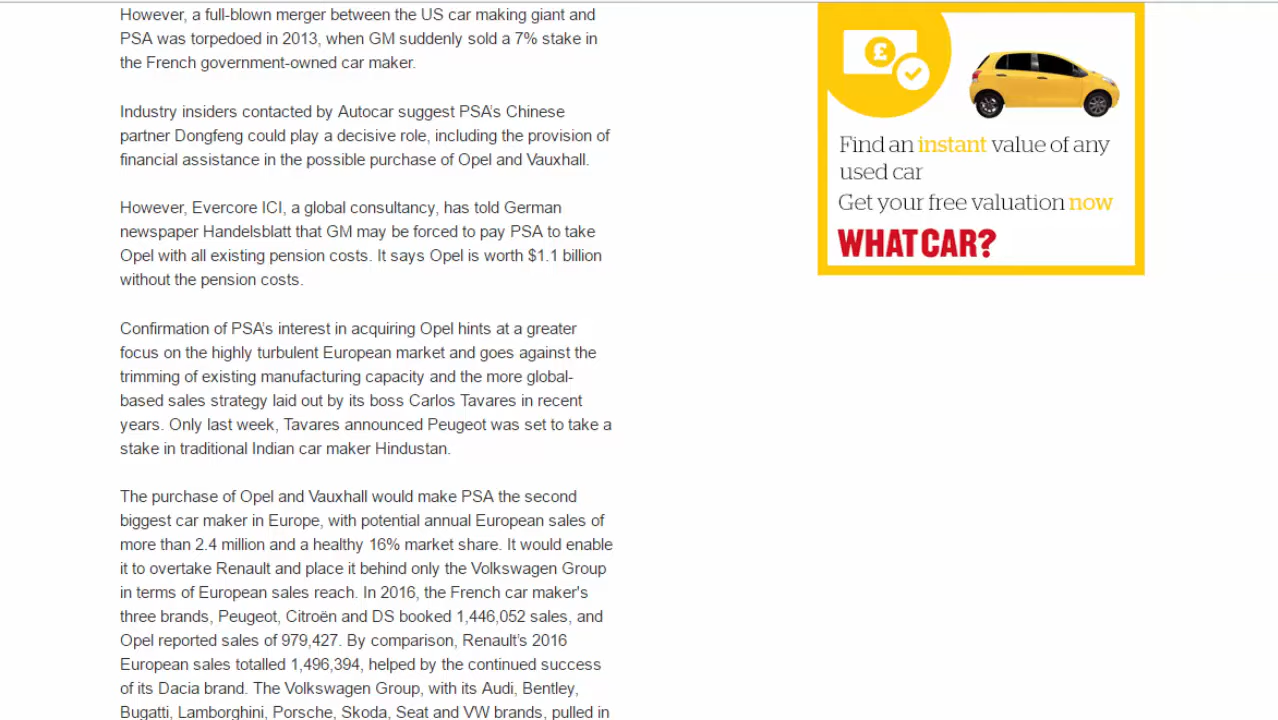 However, a full-blown merger between the US car making giant and
PSA was torpedoed in 2013, when GM suddenly sold a 7% stake in
the French government-owned car maker.
Industry insiders contacted by Autocar suggest PSA's Chinese
partner Dongfeng could play a decisive role, including the provision of
financial assistance in the possible purchase of Opel and Vauxhall.
However, Evercore ICI, a global consultancy, has told German
newspaper Handelsblatt that GM may be forced to pay PSA to take
Opel with all existing pension costs. It says Opel is worth $1.1 billion
without the pension costs.
Confirmation of PSA's interest in acquiring Opel hints at a greater
focus on the highly turbulent European market and goes against the
trimming of existing manufacturing capacity and the more global-
based sales strategy laid out by its boss Carlos Tavares in recent
years. Only last week, Tavares announced Peugeot was set to take a
stake in traditional Indian car maker Hindustan.
The purchase of Opel and Vauxhall would make PSA the second
biggest car maker in Europe, with potential annual European sales of
more than 2.4 million and a healthy 16% market share. It would enable
it to overtake Renault and place it behind only the Volkswagen Group
in terms of European sales reach. In 2016, the French car maker's
three brands, Peugeot, Citroën and DS booked 1,446,052 sales, and
Opel reported sales of 979,427. By comparison, Renault's 2016
European sales totalled 1,496,394, helped by the continued success
of its Dacia brand. The Volkswagen Group, with its Audi, Bentley,
Bugatti, Lamborghini, Porsche, Skoda, Seat and VW brands, pulled in
£
Find an instant value of any
used car
Get your free valuation now
WHAT CAR?